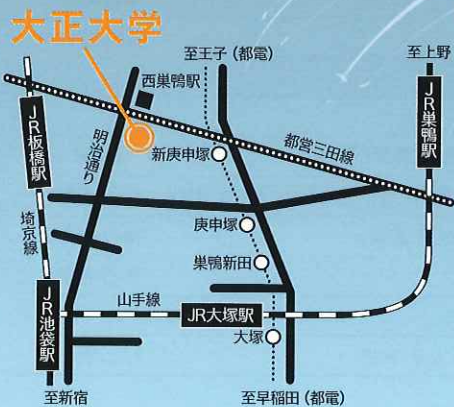 大正大学
至王子（都電）
至上野
西巣鴨駅
JR巣鴨駅
JR板橋駅
明治通り
都営三田線
新庚申塚
埼京線
庚申塚
巣鴨新田
山手線
JR池袋駅
JR大塚駅
大塚
至新宿
至早稲田（都電）